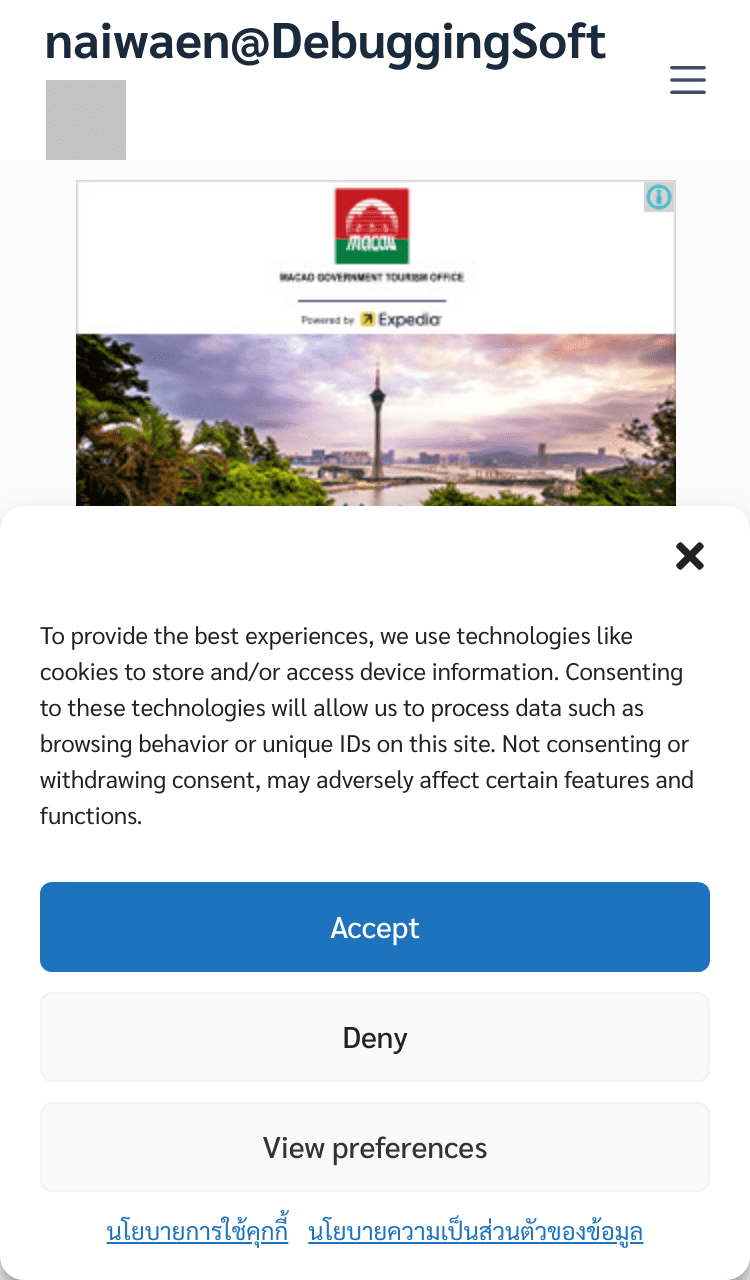 naiwaen@DebuggingSoft
MACAU
MACAO GOVERNMENT TOURISM OFFICE
Powered by Expedia
To provide the best experiences, we use technologies like
cookies to store and/or access device information. Consenting
to these technologies will allow us to process data such as
browsing behavior or unique IDs on this site. Not consenting or
withdrawing consent, may adversely affect certain features and
functions.
Accept
Deny
View preferences
นโยบายการใช้คุกกี้ นโยบายความเป็นส่วนตัวของข้อมูล